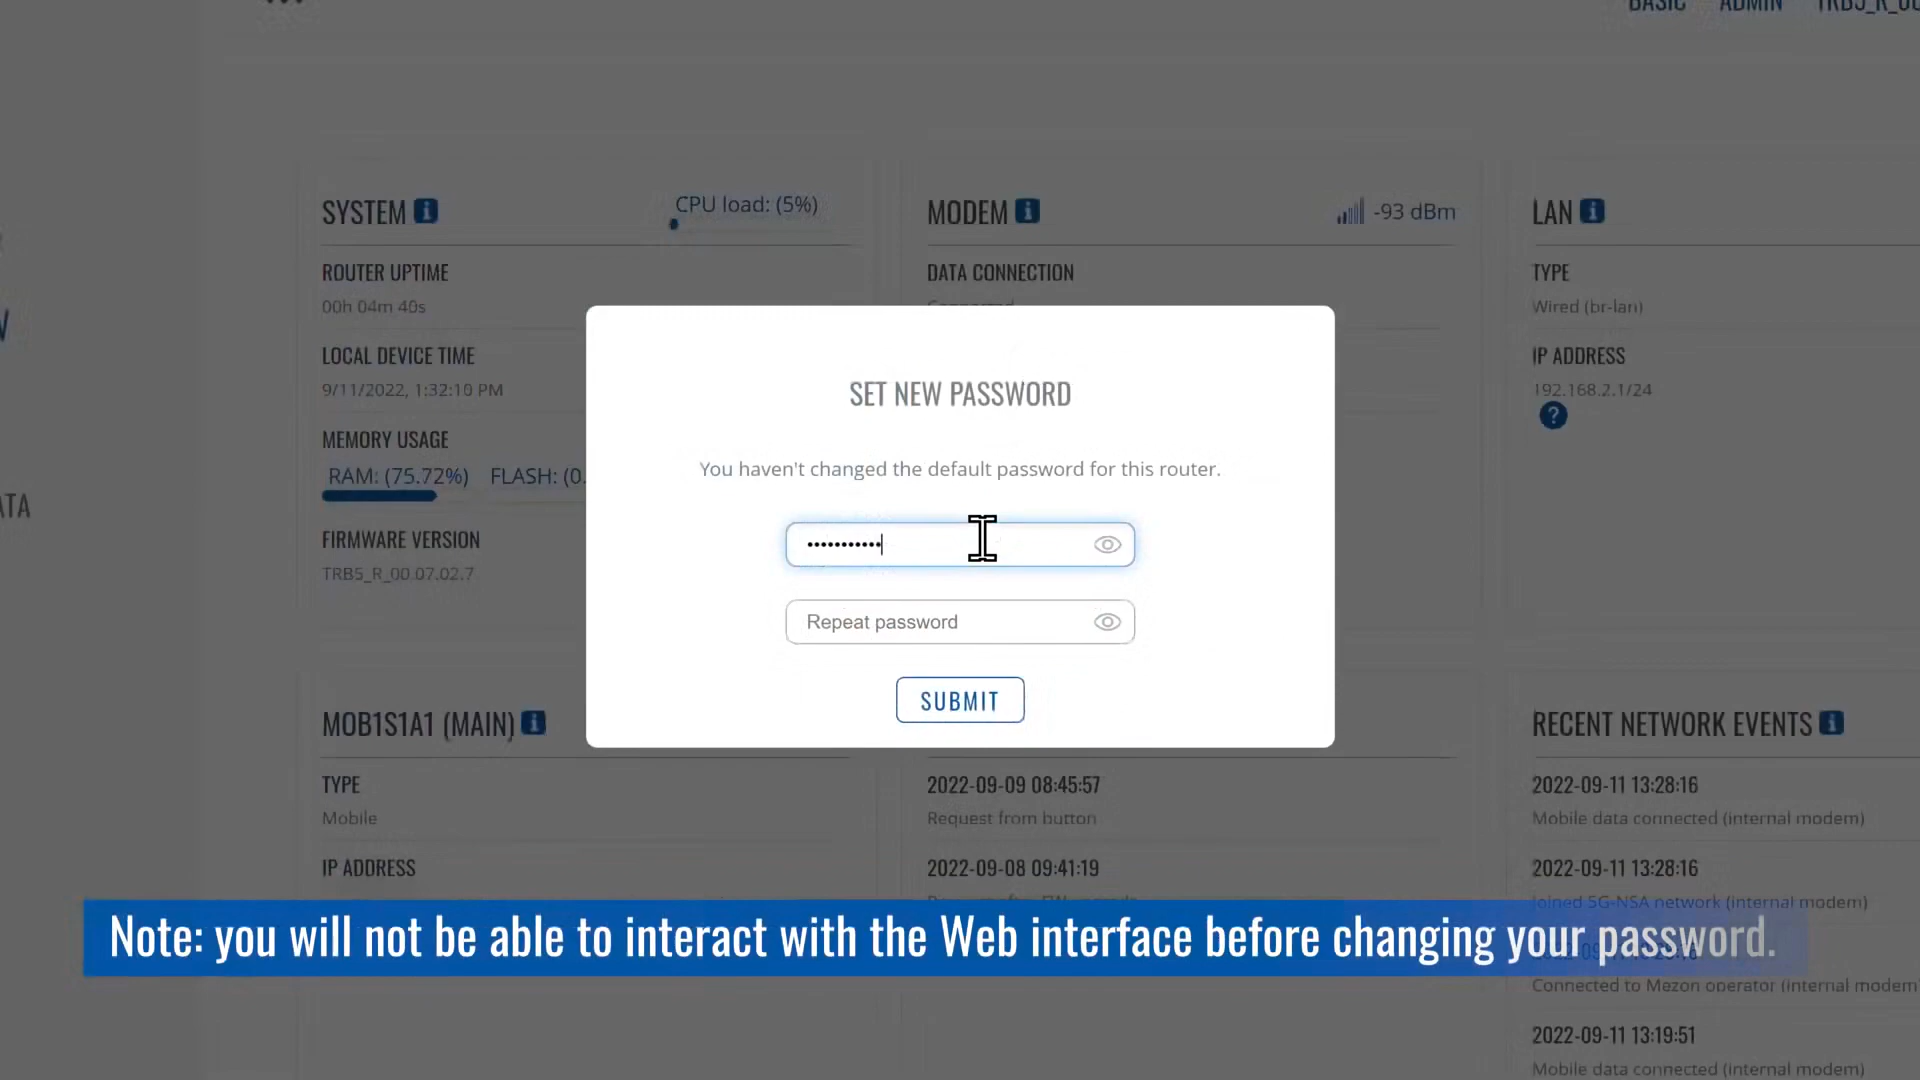 BASIC ADMIN
SYSTEM
CPU load: (5%)
MODEM
-93 dBm
LAN
ROUTER UPTIME
00h 04m 40s
DATA CONNECTION
Connected
TYPE
Wired (br-lan)
LOCAL DEVICE TIME
9/11/2022, 1:32:10 PM
IP ADDRESS
192.168.2.1/24
?
MEMORY USAGE
RAM: (75.72%) FLASH: (0.
FIRMWARE VERSION
TRB5_R_00.07.02.7
SET NEW PASSWORD
You haven't changed the default password for this router.
•••••••••••
Repeat password
SUBMIT
MOB1S1A1 (MAIN)
TYPE
Mobile
IP ADDRESS
2022-09-09 08:45:57
Request from button
2022-09-08 09:41:19
RECENT NETWORK EVENTS
2022-09-11 13:28:16
Mobile data connected (internal modem)
2022-09-11 13:28:16
Joined 5G-NSA network (internal modem)
Connected to Mezon operator (internal modem
2022-09-11 13:19:51
Mobile data connected (internal modem)
Note: you will not be able to interact with the Web interface before changing your password.